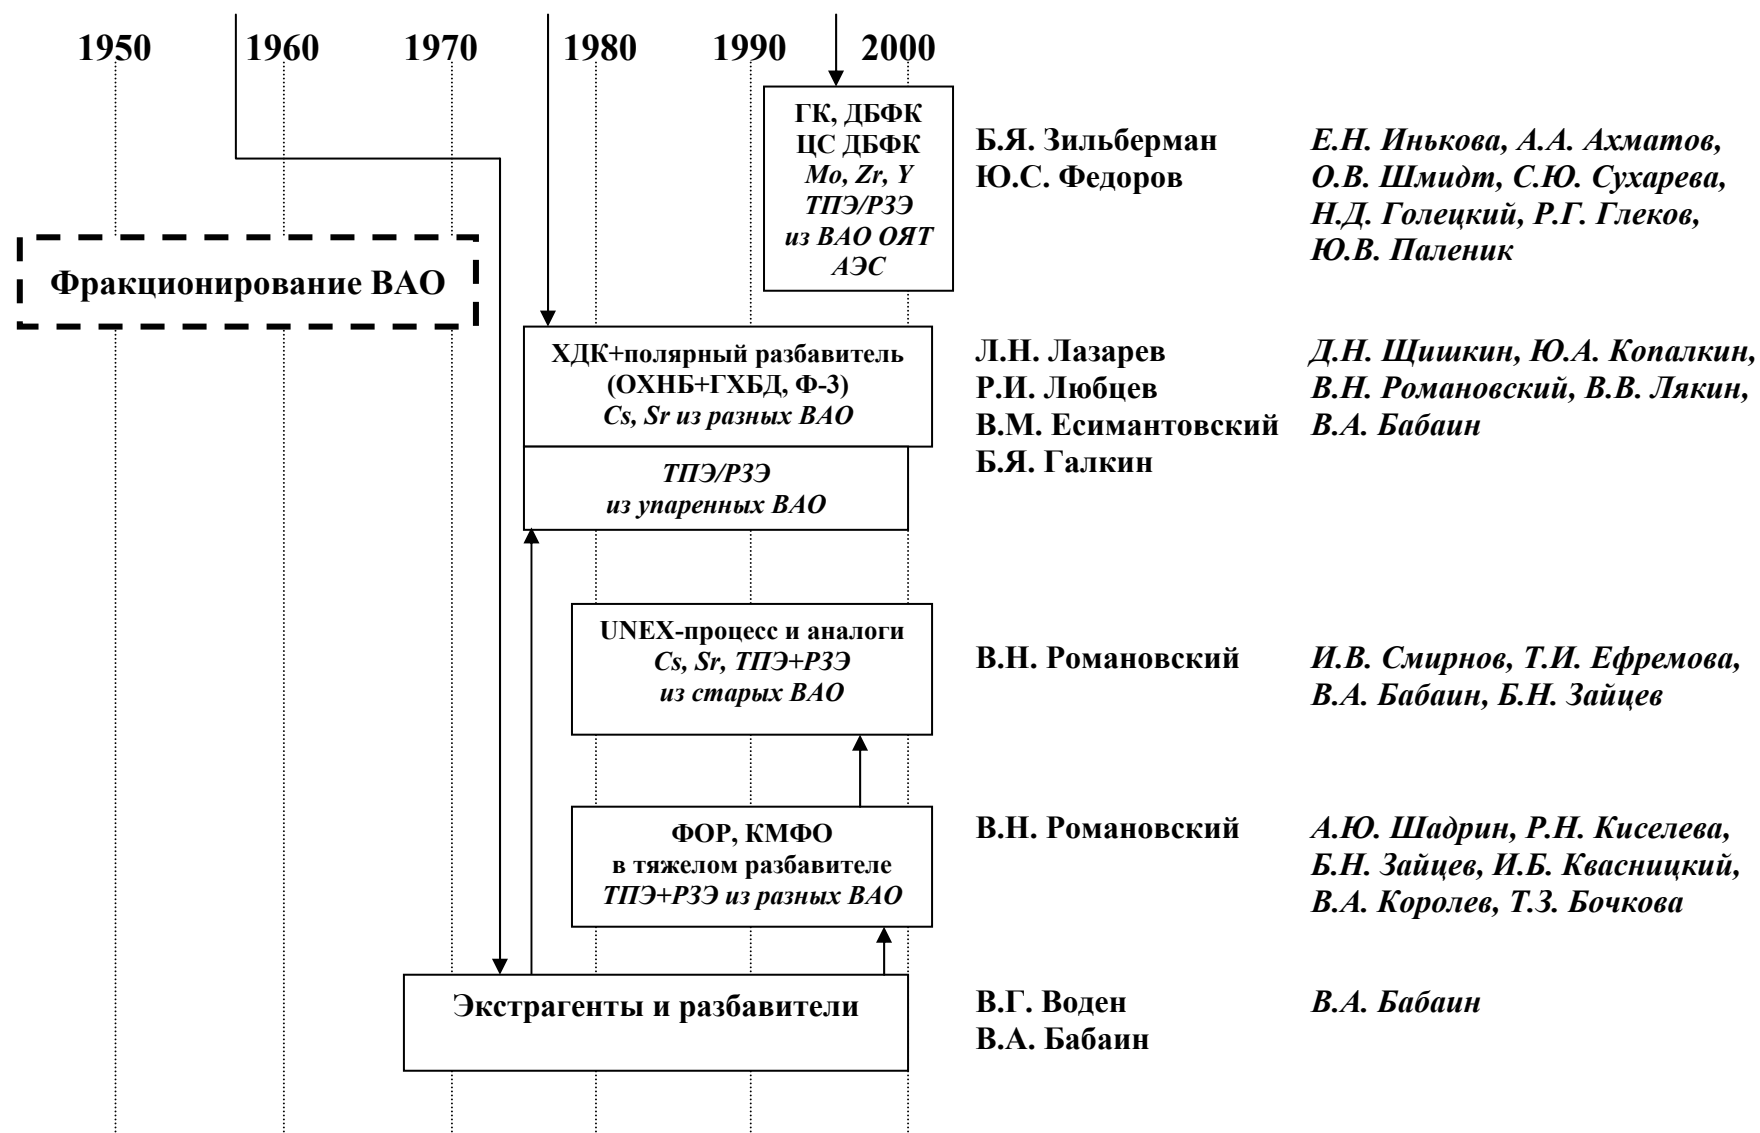 1950 1960 1970 1980 1990 2000
ГК, ДБФК
ЦС ДБФК
Mo, Zr, Y
ТПЭ/РЗЭ
из ВАО ОЯТ
АЭС
Б.Я. Зильберман
Ю.С. Федоров
Е.Н. Инькова, А.А. Ахматов,
О.В. Шмидт, С.Ю. Сухарева,
Н.Д. Голецкий, Р.Г. Глеков,
Ю.В. Паленик
Фракционирование ВАО
ХДК+полярный разбавитель
(ОХНБ+ГХБД, Ф-3)
Cs, Sr из разных ВАО
ТПЭ/РЗЭ
из упаренных ВАО
Л.Н. Лазарев
Р.И. Любцев
В.М. Есимантовский
Б.Я. Галкин
Д.Н. Щишкин, Ю.А. Копалкин,
В.Н. Романовский, В.В. Лякин,
В.А. Бабаин
UNEX-процесс и аналоги
Cs, Sr, ТПЭ+РЗЭ
из старых ВАО
В.Н. Романовский
И.В. Смирнов, Т.И. Ефремова,
В.А. Бабаин, Б.Н. Зайцев
ФОР, КМФО
в тяжелом разбавителе
ТПЭ+РЗЭ из разных ВАО
В.Н. Романовский
А.Ю. Шадрин, Р.Н. Киселева,
Б.Н. Зайцев, И.Б. Квасницкий,
В.А. Королев, Т.З. Бочкова
Экстрагенты и разбавители
В.Г. Воден
В.А. Бабаин
В.А. Бабаин